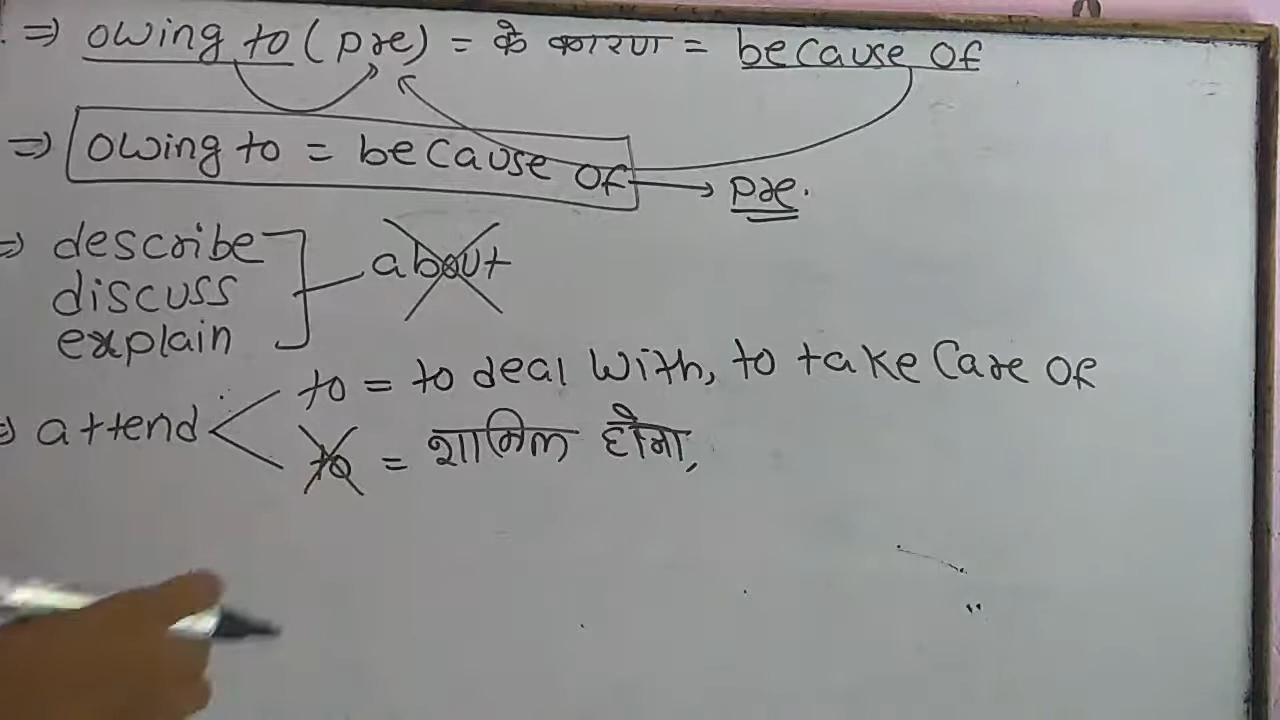 ⇒ owing to (pre) = के कारण = because of
⇒ owing to = because of → pre.
⇒ describe
discuss
explain
about
⇒ attend
to = to deal with, to take care of
to = शामिल होना,